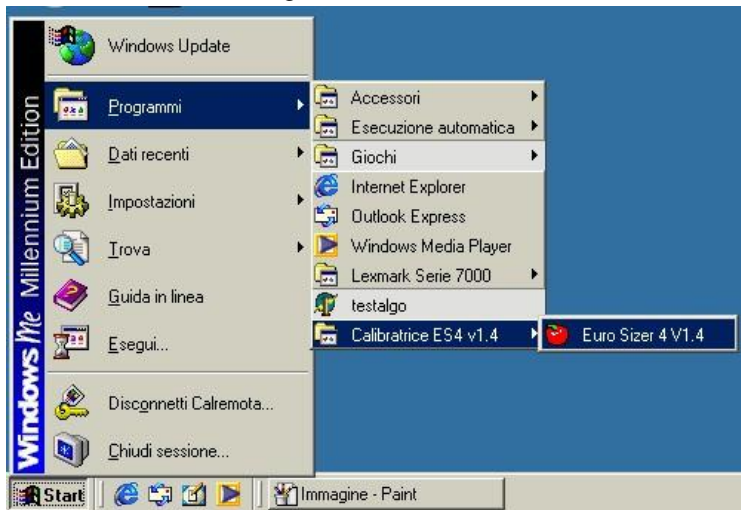 Windows Me Millennium Edition
Windows Update
Programmi
Dati recenti
Impostazioni
Trova
Guida in linea
Esegui...
Disconnetti Calremota...
Chiudi sessione...
Accessori
Esecuzione automatica
Giochi
Internet Explorer
Outlook Express
Windows Media Player
Lexmark Serie 7000
testalgo
Calibratrice ES4 v1.4
Euro Sizer 4 V1.4
Start
Immagine - Paint